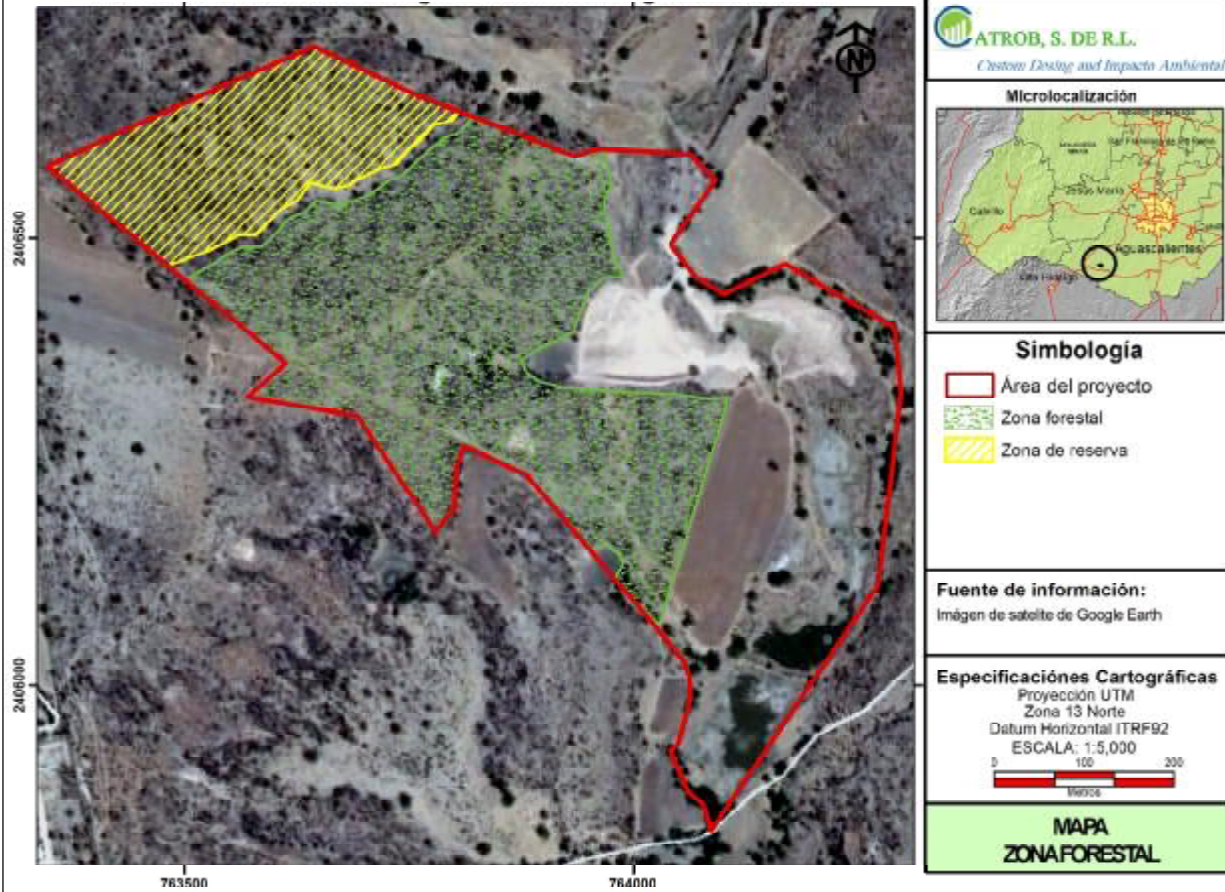 N
ATROB, S. DE R.L.
Custom Desing and Impacto Ambiental
Microlocalización
Jesús María
Calvillo
Aguascalientes
Simbología
Área del proyecto
Zona forestal
Zona de reserva
Fuente de información:
Imágen de satelite de Google Earth
Especificaciónes Cartográficas
Proyección UTM
Zona 13 Norte
Datum Horizontal ITRF92
ESCALA: 1:5,000
0 100 200
Metros
MAPA
ZONA FORESTAL
2406500
2406000
763500 764000